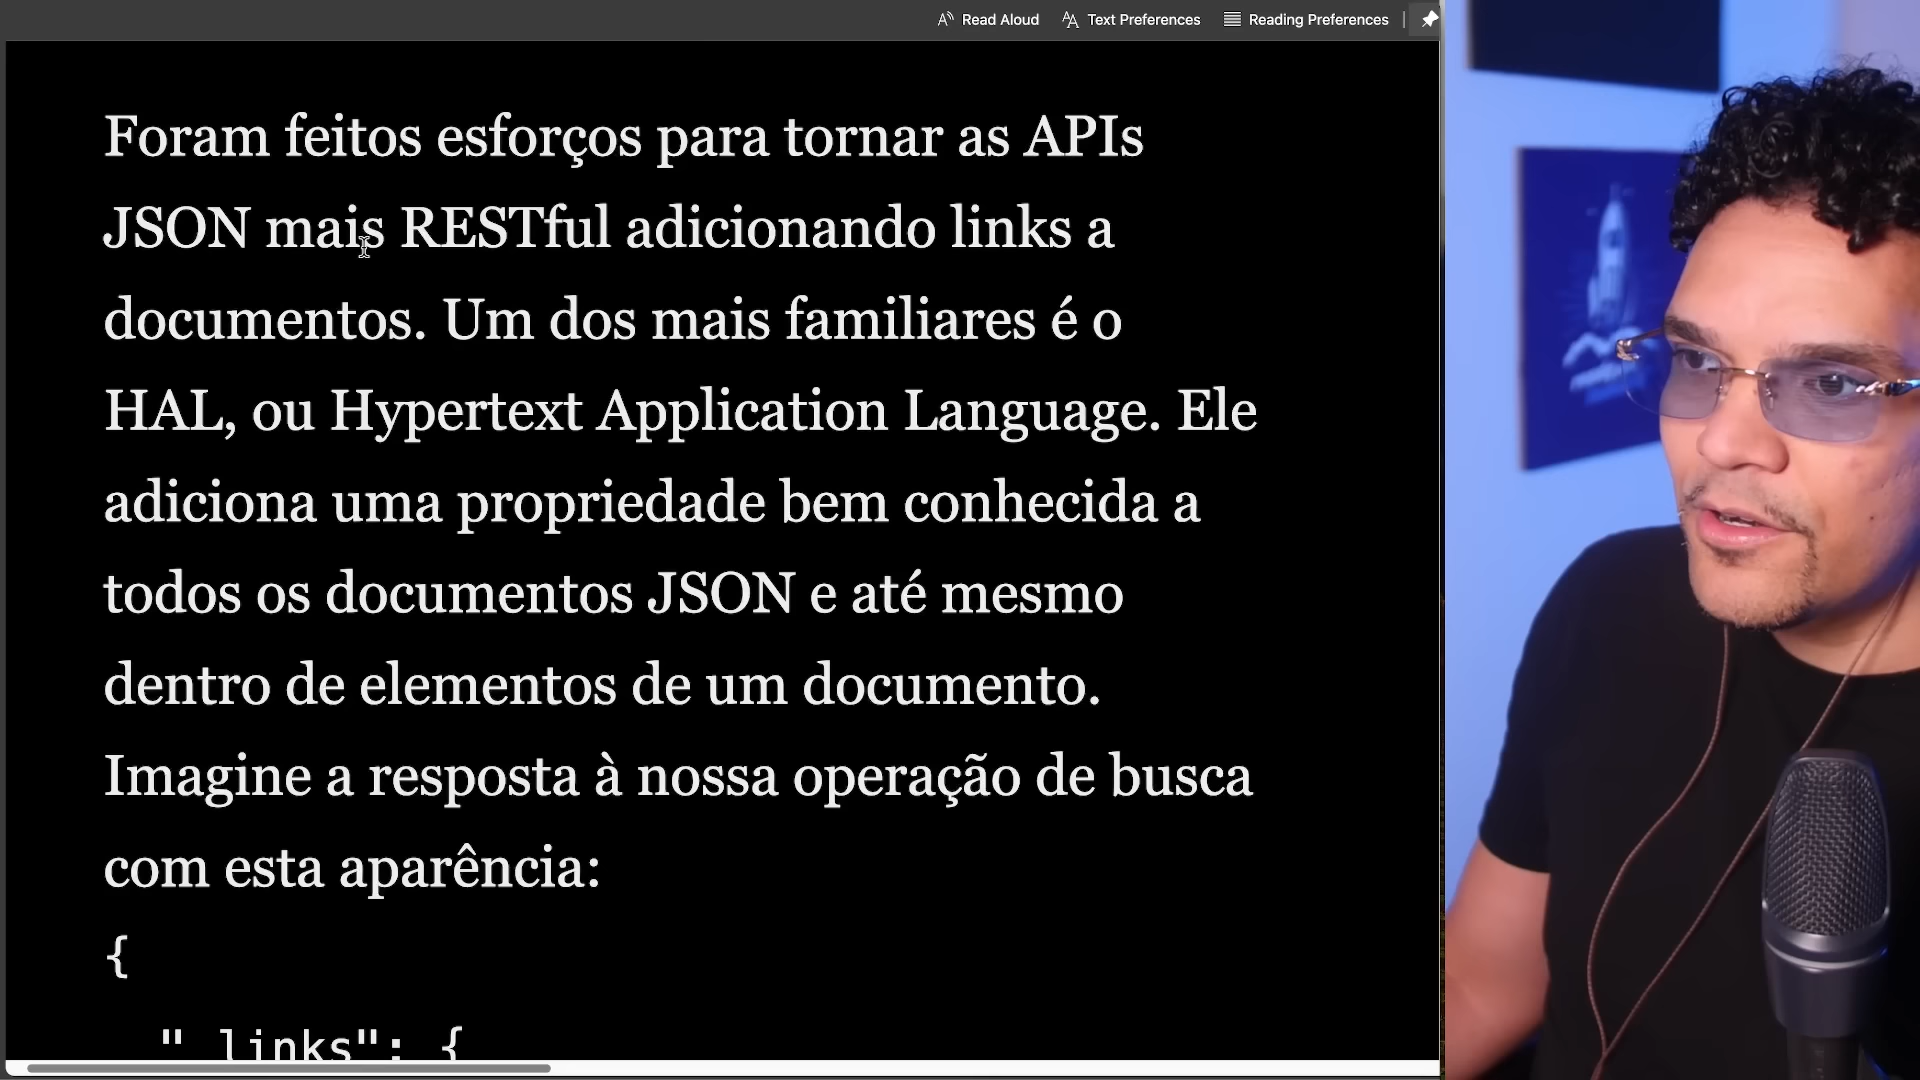 Read Aloud Text Preferences Reading Preferences
Foram feitos esforços para tornar as APIs
JSON mais RESTful adicionando links a
documentos. Um dos mais familiares é o
HAL, ou Hypertext Application Language. Ele
adiciona uma propriedade bem conhecida a
todos os documentos JSON e até mesmo
dentro de elementos de um documento.
Imagine a resposta à nossa operação de busca
com esta aparência:
{
"_links": {